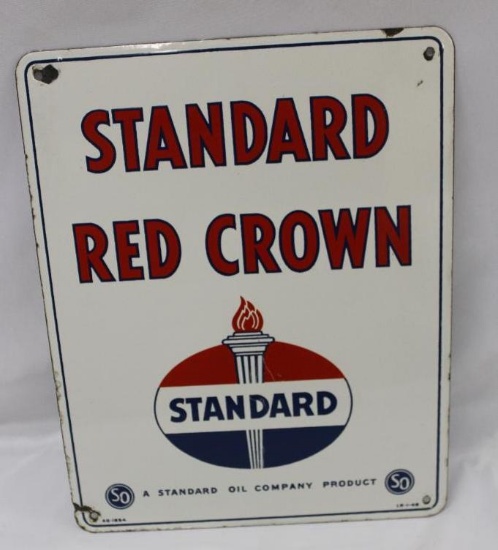 STANDARD
RED CROWN
STANDARD
SO A STANDARD OIL COMPANY PRODUCT SO